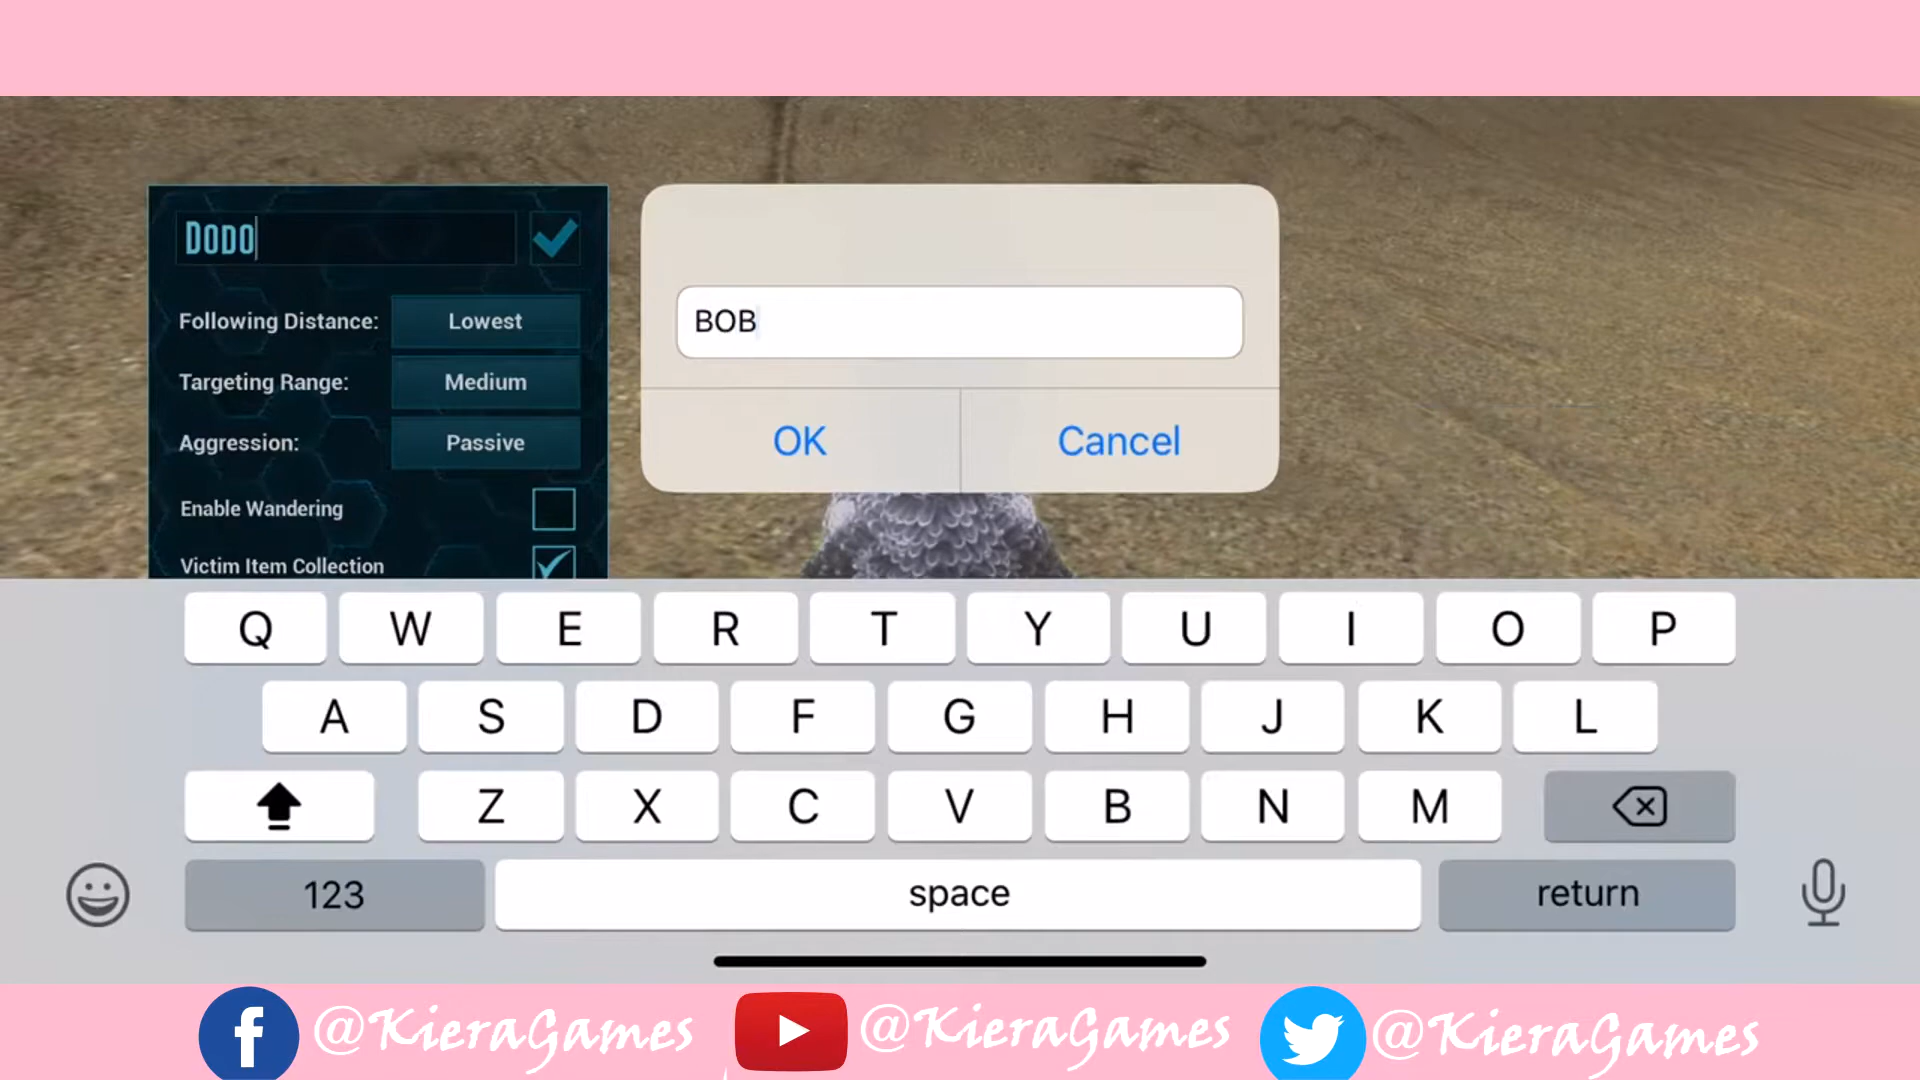 DODO
Following Distance: Lowest
Targeting Range: Medium
Aggression: Passive
Enable Wandering
Victim Item Collection
BOB
OK Cancel
Q W E R T Y U I O P
A S D F G H J K L
Z X C V B N M
123 space return
f @KieraGames @KieraGames @KieraGames